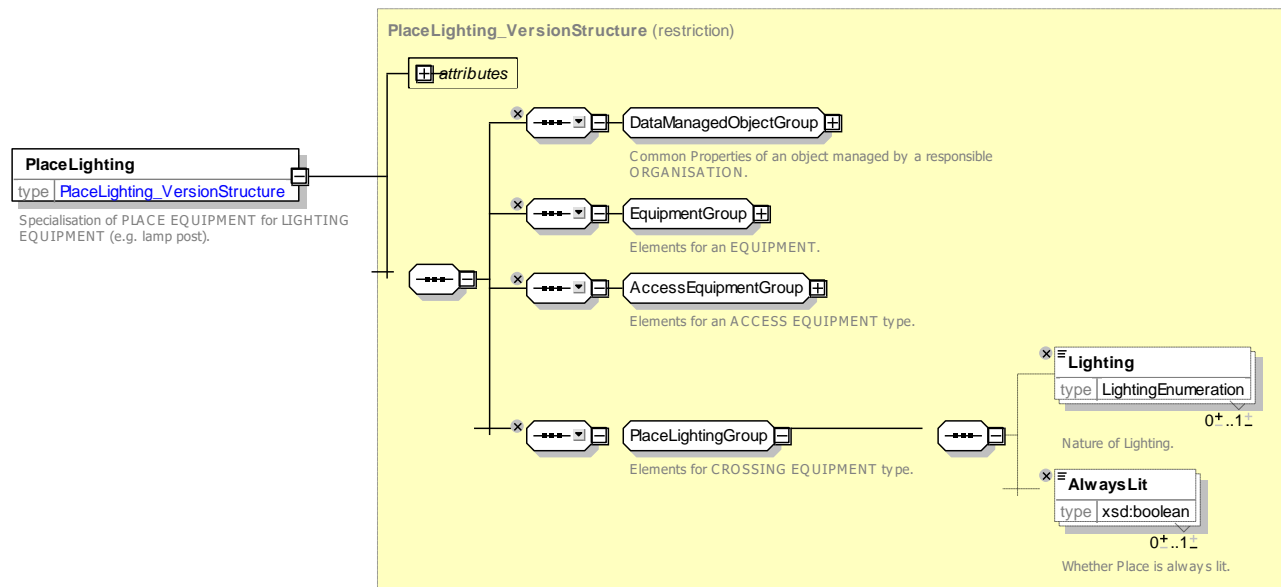 PlaceLighting_VersionStructure (restriction)
attributes
DataManagedObjectGroup
Common Properties of an object managed by a responsible
ORGANISATION.
PlaceLighting
type PlaceLighting_VersionStructure
Specialisation of PLACE EQUIPMENT for LIGHTING
EQUIPMENT (e.g. lamp post).
EquipmentGroup
Elements for an EQUIPMENT.
AccessEquipmentGroup
Elements for an ACCESS EQUIPMENT type.
PlaceLightingGroup
Elements for CROSSING EQUIPMENT type.
Lighting
type LightingEnumeration
0±..1±
Nature of Lighting.
AlwaysLit
type xsd:boolean
0±..1±
Whether Place is always lit.